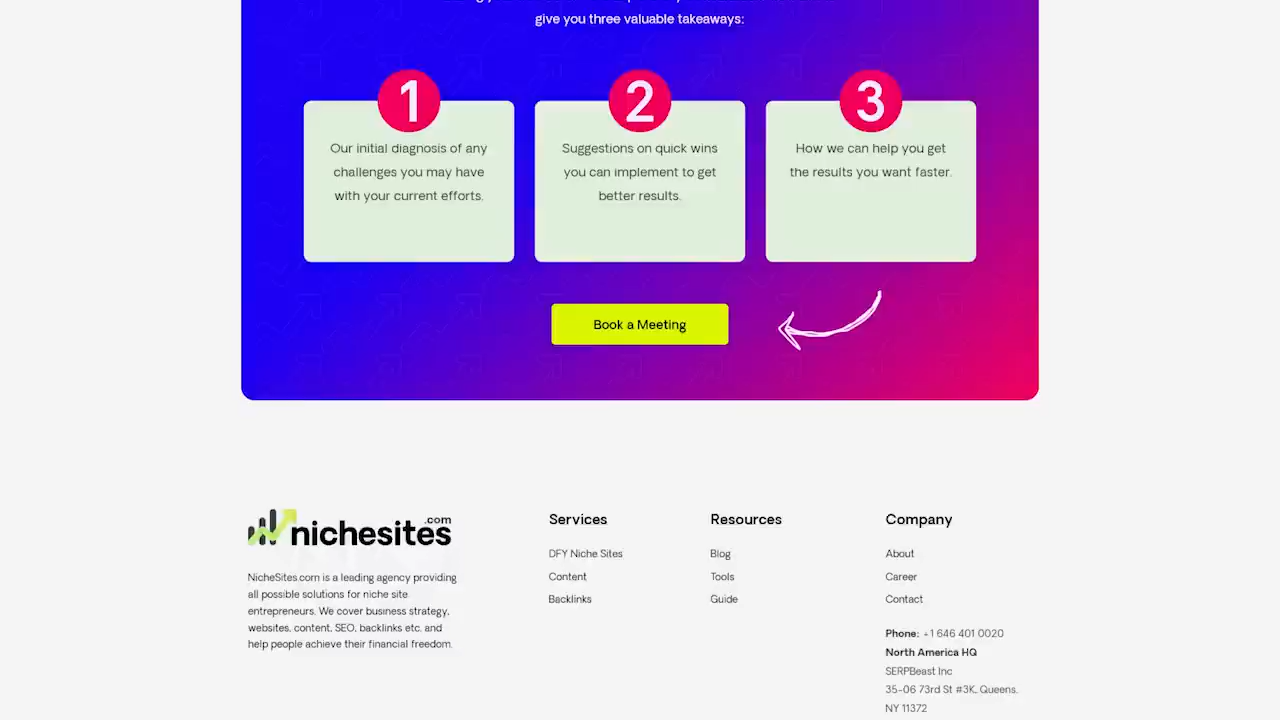 give you three valuable takeaways:
1
Our initial diagnosis of any
challenges you may have
with your current efforts.
2
Suggestions on quick wins
you can implement to get
better results.
3
How we can help you get
the results you want faster.
Book a Meeting
nichesites.com
NicheSites.com is a leading agency providing
all possible solutions for niche site
entrepreneurs. We cover business strategy,
websites, content, SEO, backlinks etc. and
help people achieve their financial freedom.
Services
DFY Niche Sites
Content
Backlinks
Resources
Blog
Tools
Guide
Company
About
Career
Contact
Phone: +1 646 401 0020
North America HQ
SERPBeast Inc
35-06 73rd St #3K, Queens,
NY 11372